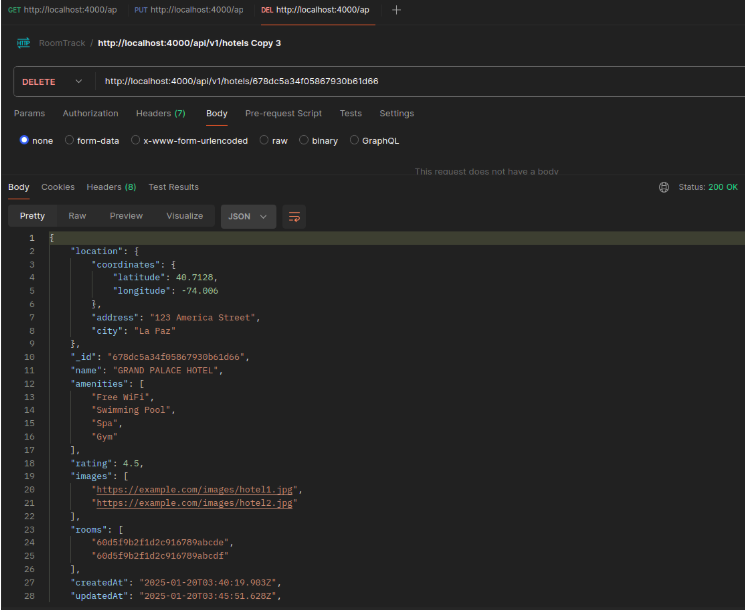 GET http://localhost:4000/ap PUT http://localhost:4000/ap DEL http://localhost:4000/ap +
HTTP RoomTrack / http://localhost:4000/api/v1/hotels Copy 3
DELETE http://localhost:4000/api/v1/hotels/678dc5a34f05867930b61d66
Params Authorization Headers (7) Body Pre-request Script Tests Settings
none form-data x-www-form-urlencoded raw binary GraphQL
This request does not have a body
Body Cookies Headers (8) Test Results Status: 200 OK
Pretty Raw Preview Visualize JSON
1 {
2 "location": {
3 "coordinates": {
4 "latitude": 40.7128,
5 "longitude": -74.006
6 },
7 "address": "123 America Street",
8 "city": "La Paz"
9 },
10 "_id": "678dc5a34f05867930b61d66",
11 "name": "GRAND PALACE HOTEL",
12 "amenities": [
13 "Free WiFi",
14 "Swimming Pool",
15 "Spa",
16 "Gym"
17 ],
18 "rating": 4.5,
19 "images": [
20 "https://example.com/images/hotel1.jpg",
21 "https://example.com/images/hotel2.jpg"
22 ],
23 "rooms": [
24 "60d5f9b2f1d2c916789abcde",
25 "60d5f9b2f1d2c916789abcdf"
26 ],
27 "createdAt": "2025-01-20T03:40:19.903Z",
28 "updatedAt": "2025-01-20T03:45:51.628Z",